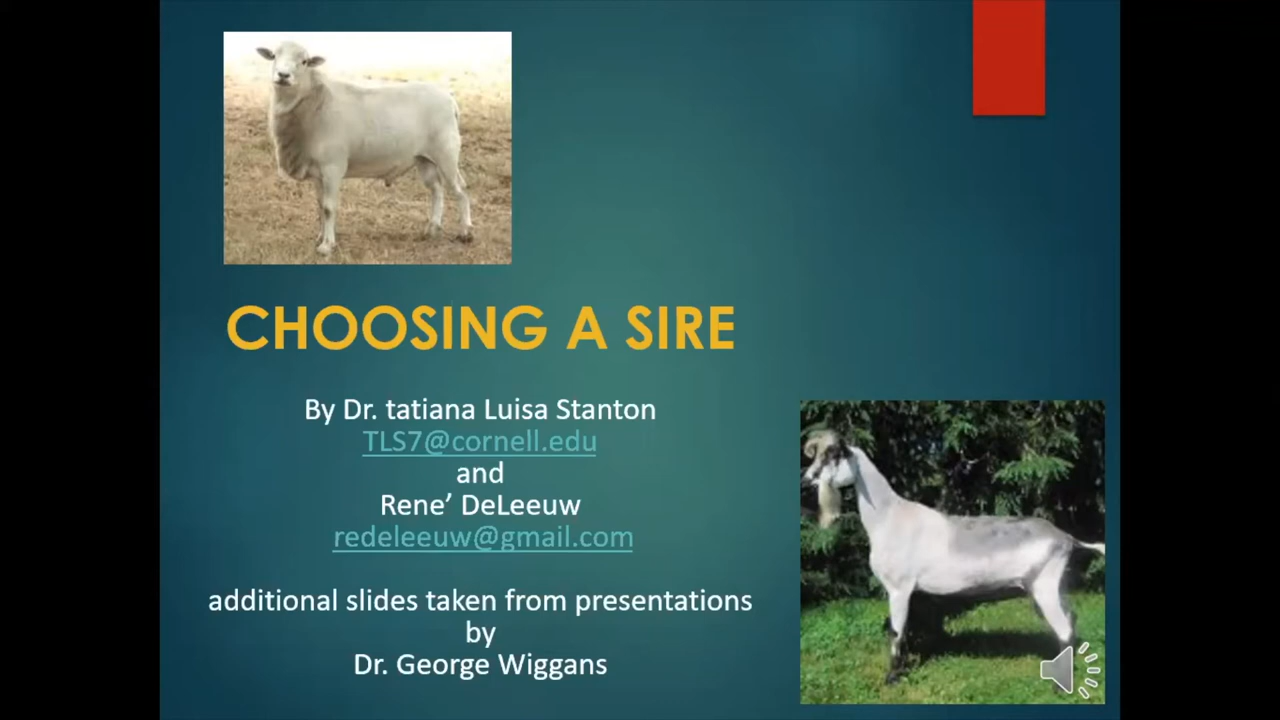 CHOOSING A SIRE
By Dr. tatiana Luisa Stanton
TLS7@cornell.edu
and
Rene’ DeLeeuw
redeleeuw@gmail.com
additional slides taken from presentations
by
Dr. George Wiggans